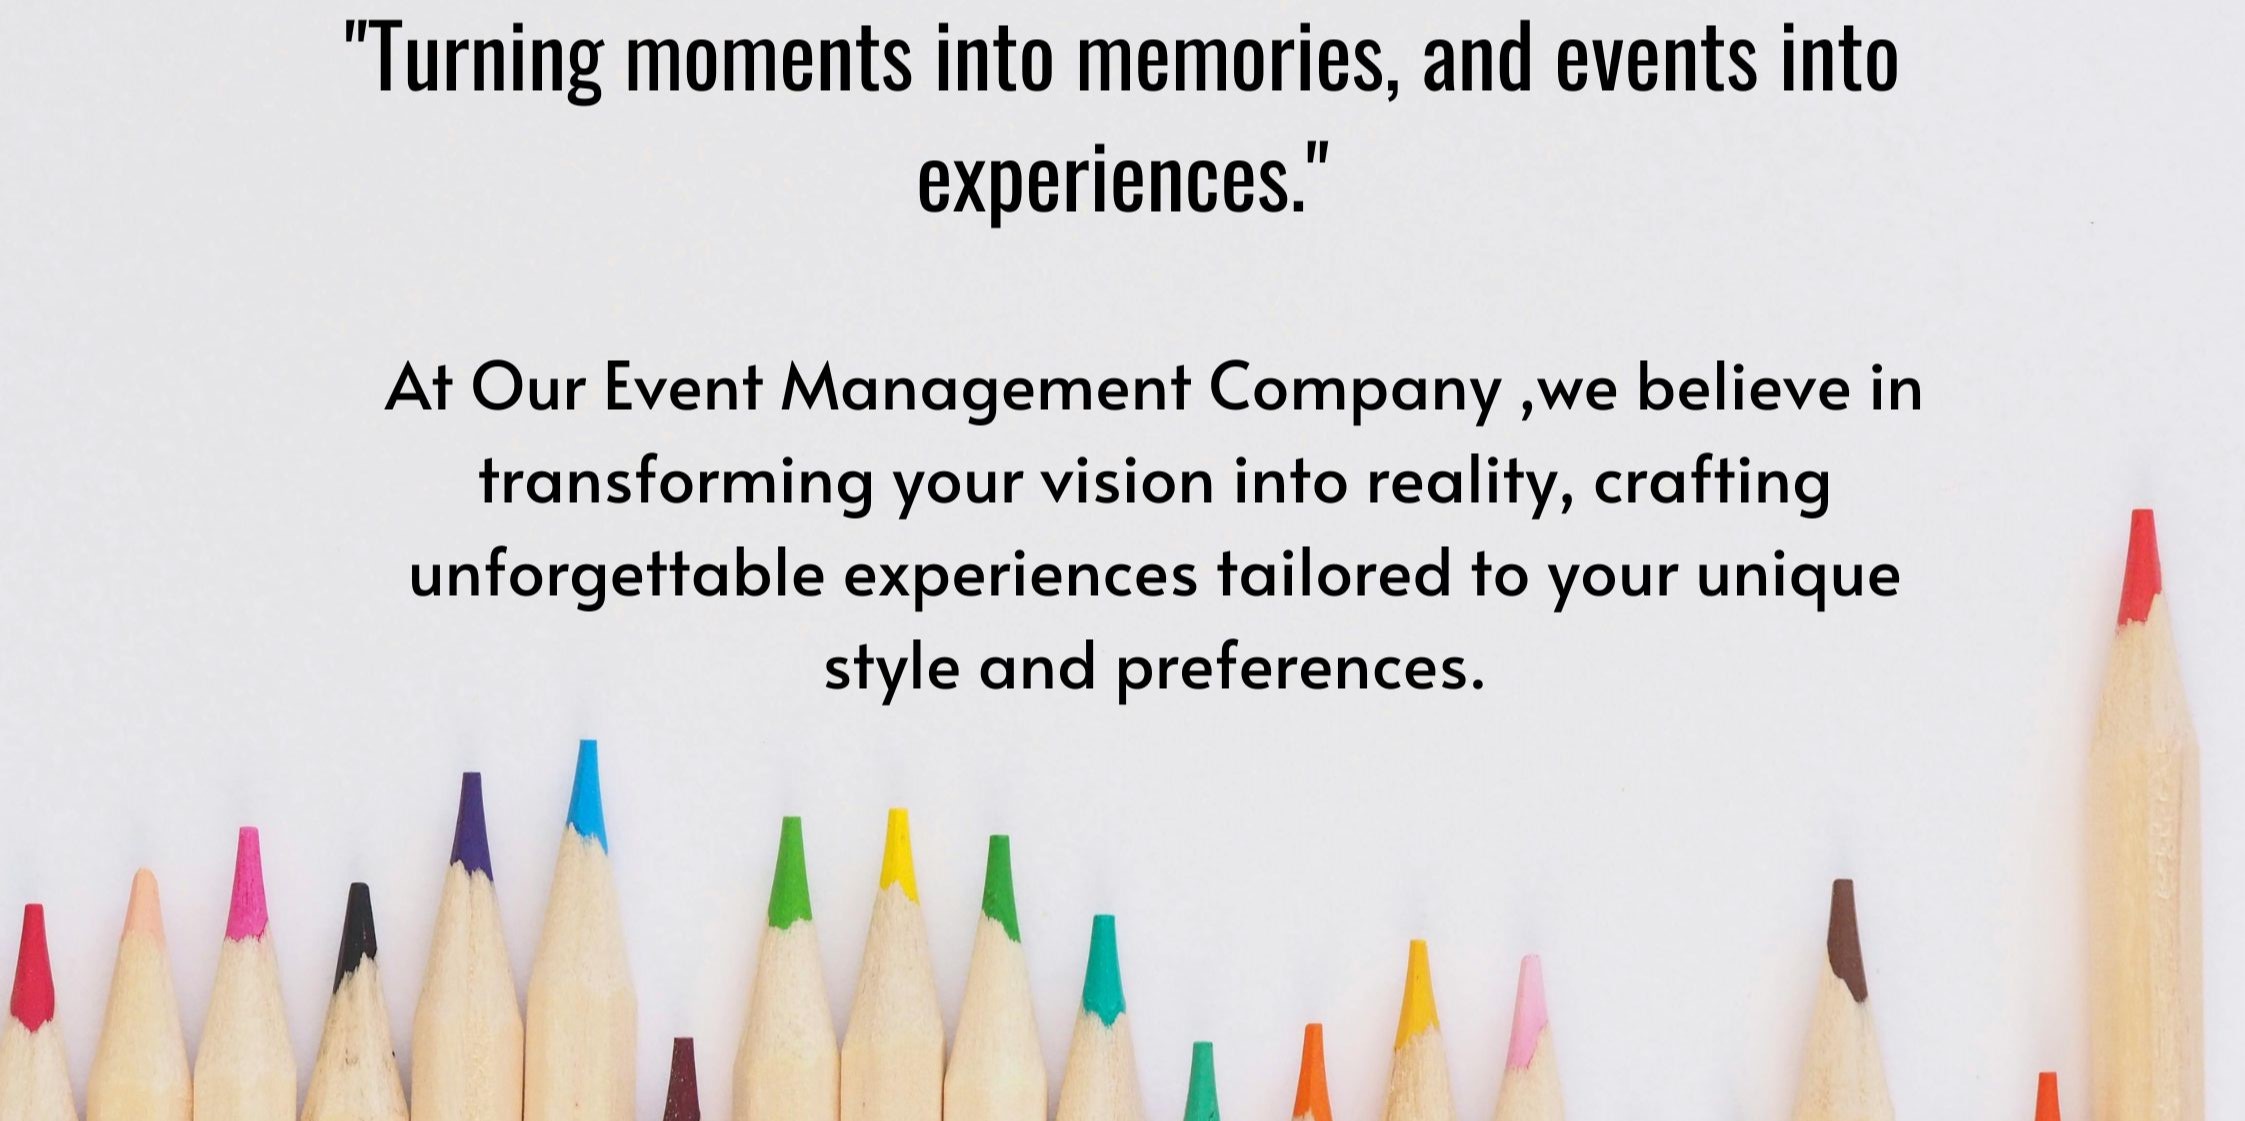 "Turning moments into memories, and events into
experiences."
At Our Event Management Company ,we believe in
transforming your vision into reality, crafting
unforgettable experiences tailored to your unique
style and preferences.